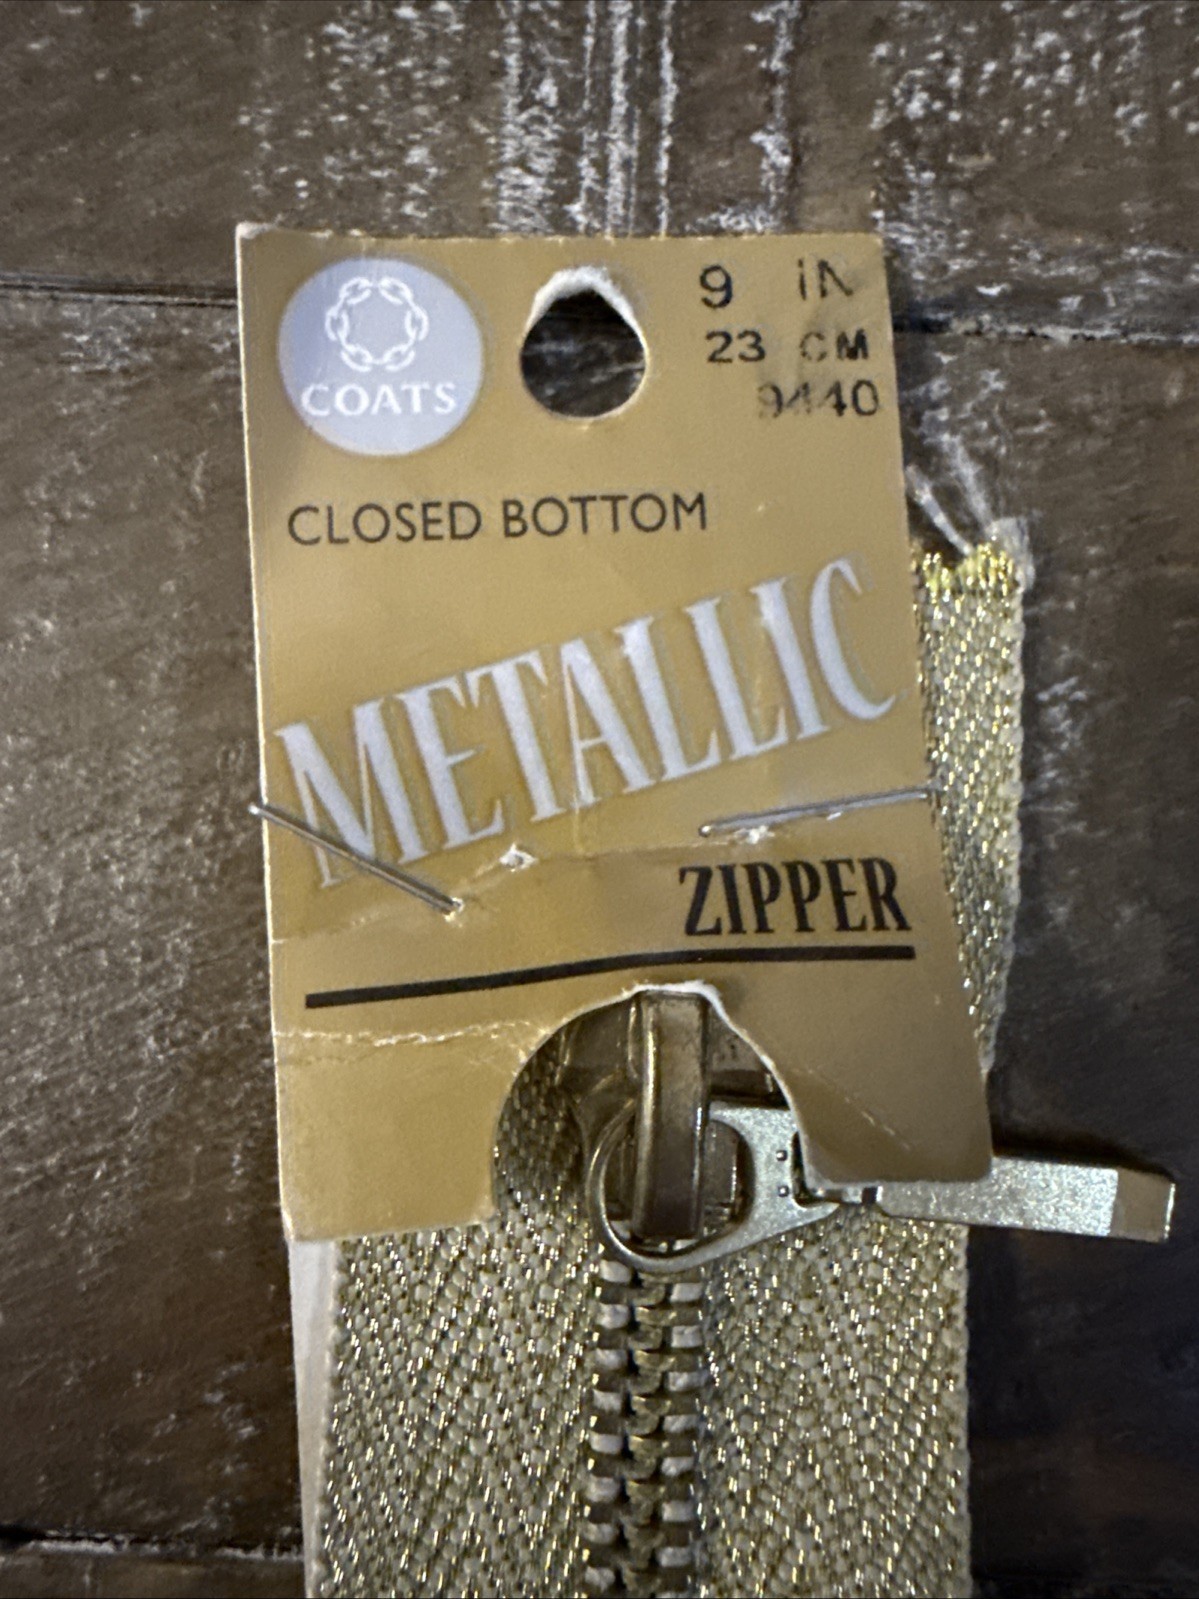 COATS
9 IN
23 CM
9440
CLOSED BOTTOM
METALLIC
ZIPPER